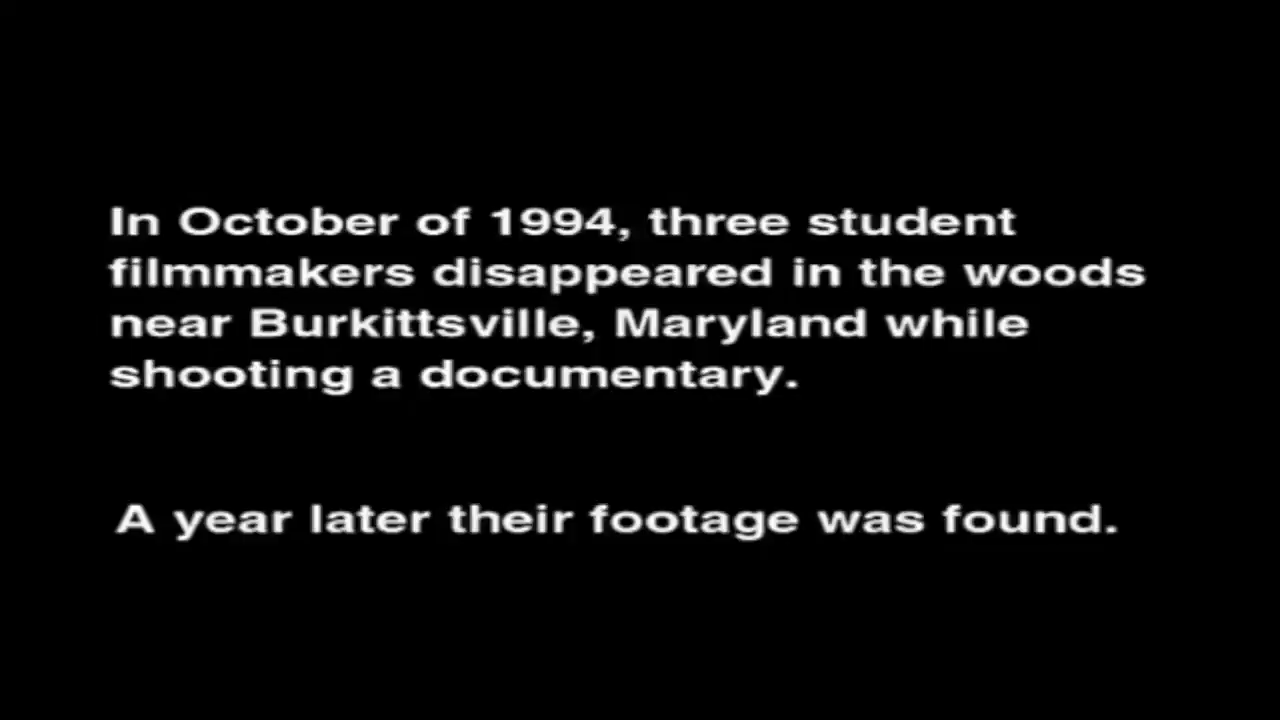 In October of 1994, three student
filmmakers disappeared in the woods
near Burkittsville, Maryland while
shooting a documentary.
A year later their footage was found.